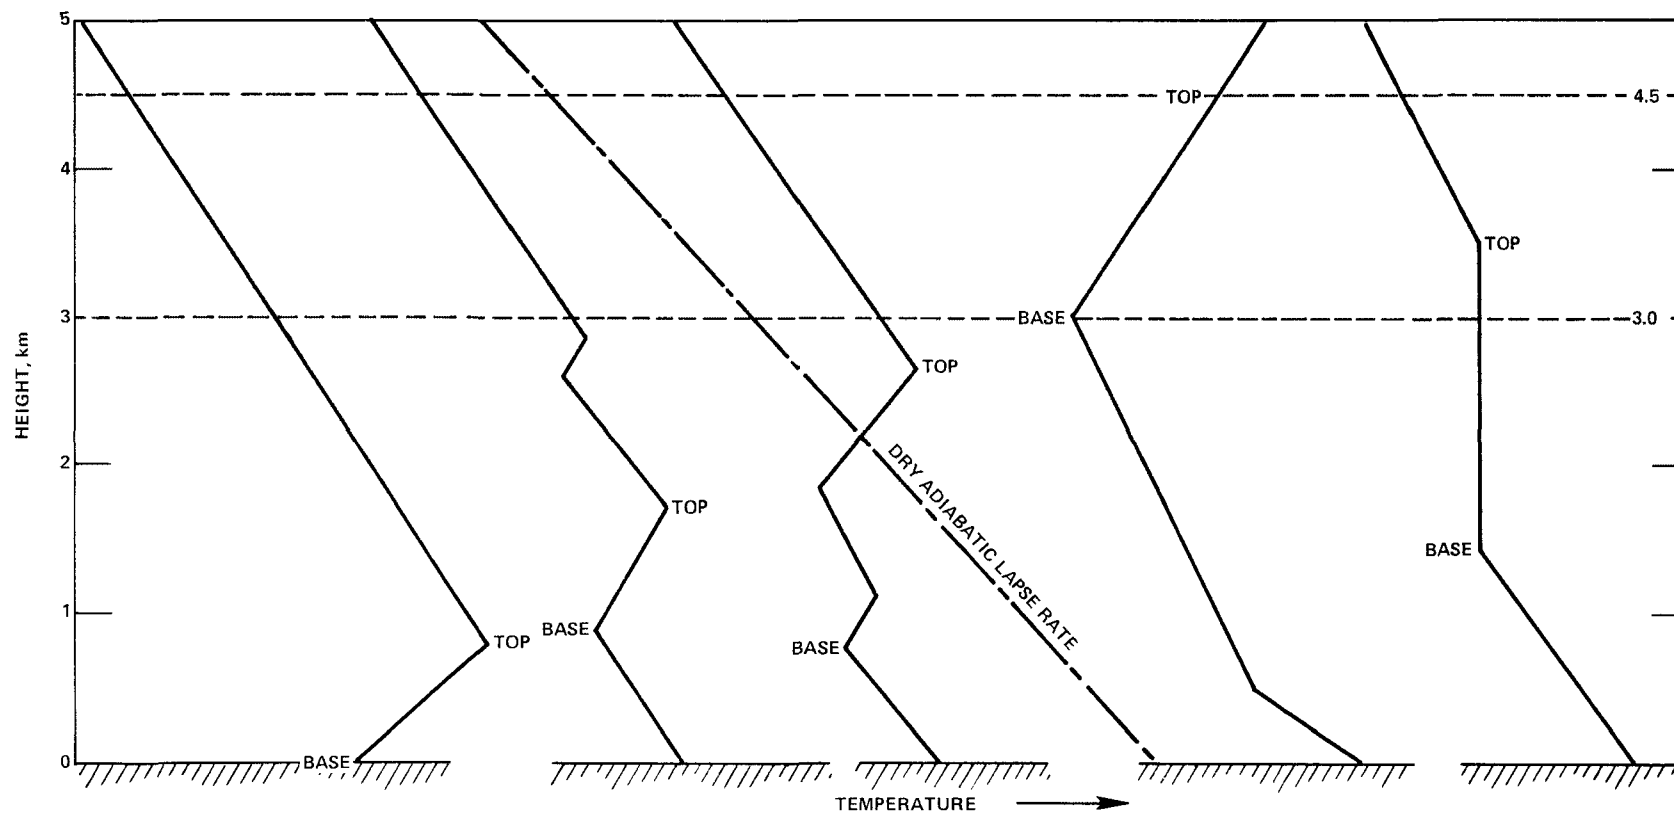 5
TOP
4.5
4
TOP
3
BASE
3.0
TOP
HEIGHT, km
DRY ADIABATIC LAPSE RATE
2
TOP
BASE
1
TOP
BASE
BASE
0
BASE
TEMPERATURE